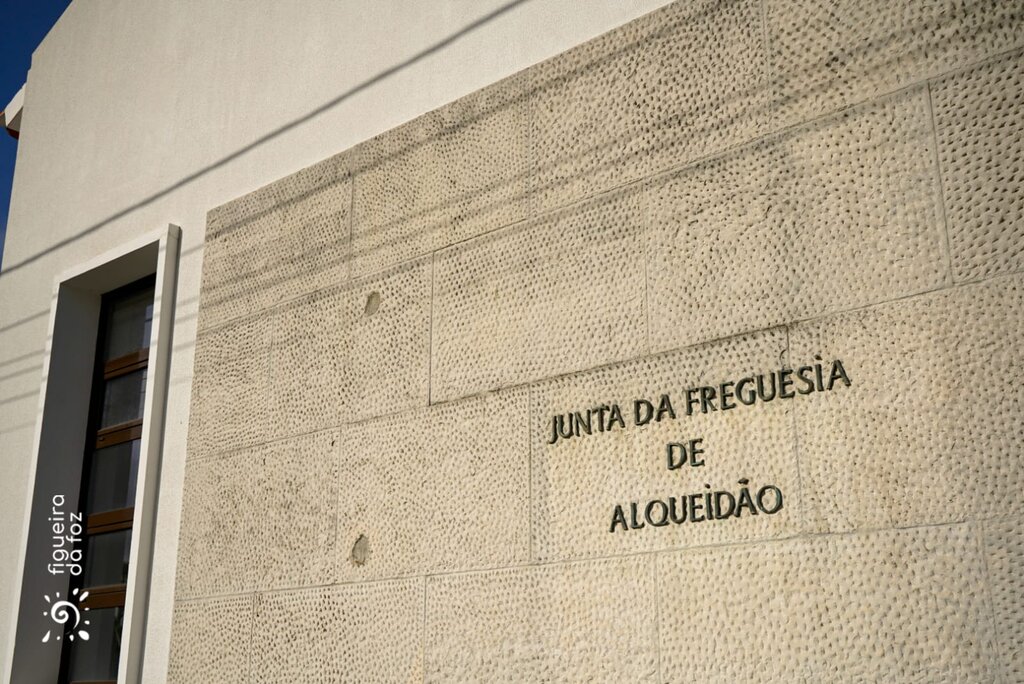 JUNTA DA FREGUESIA
DE
ALQUEIDÃO
figueira
da foz